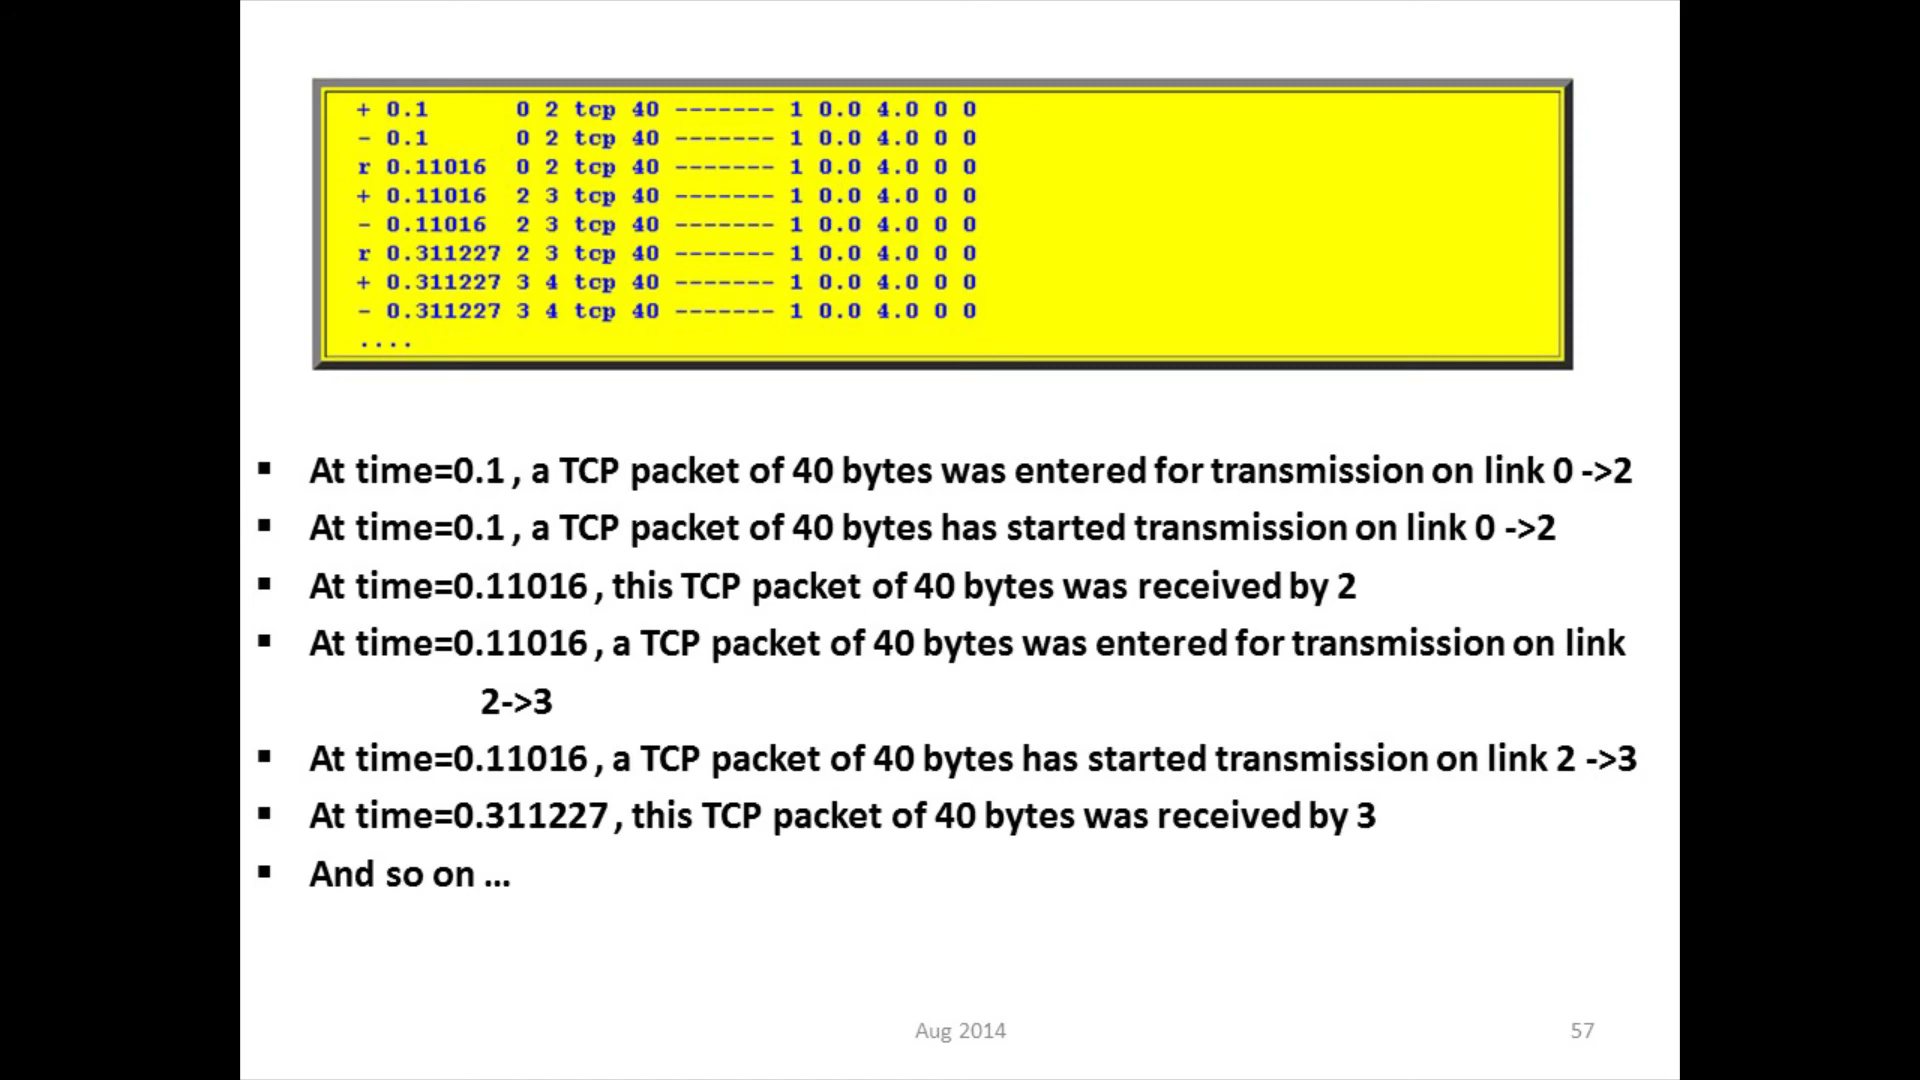 + 0.1 0 2 tcp 40 ------- 1 0.0 4.0 0 0
- 0.1 0 2 tcp 40 ------- 1 0.0 4.0 0 0
r 0.11016 0 2 tcp 40 ------- 1 0.0 4.0 0 0
+ 0.11016 2 3 tcp 40 ------- 1 0.0 4.0 0 0
- 0.11016 2 3 tcp 40 ------- 1 0.0 4.0 0 0
r 0.311227 2 3 tcp 40 ------- 1 0.0 4.0 0 0
+ 0.311227 3 4 tcp 40 ------- 1 0.0 4.0 0 0
- 0.311227 3 4 tcp 40 ------- 1 0.0 4.0 0 0
....
▪ At time=0.1 , a TCP packet of 40 bytes was entered for transmission on link 0 ->2
▪ At time=0.1 , a TCP packet of 40 bytes has started transmission on link 0 ->2
▪ At time=0.11016 , this TCP packet of 40 bytes was received by 2
▪ At time=0.11016 , a TCP packet of 40 bytes was entered for transmission on link
2->3
▪ At time=0.11016 , a TCP packet of 40 bytes has started transmission on link 2 ->3
▪ At time=0.311227 , this TCP packet of 40 bytes was received by 3
▪ And so on ...
Aug 2014
57